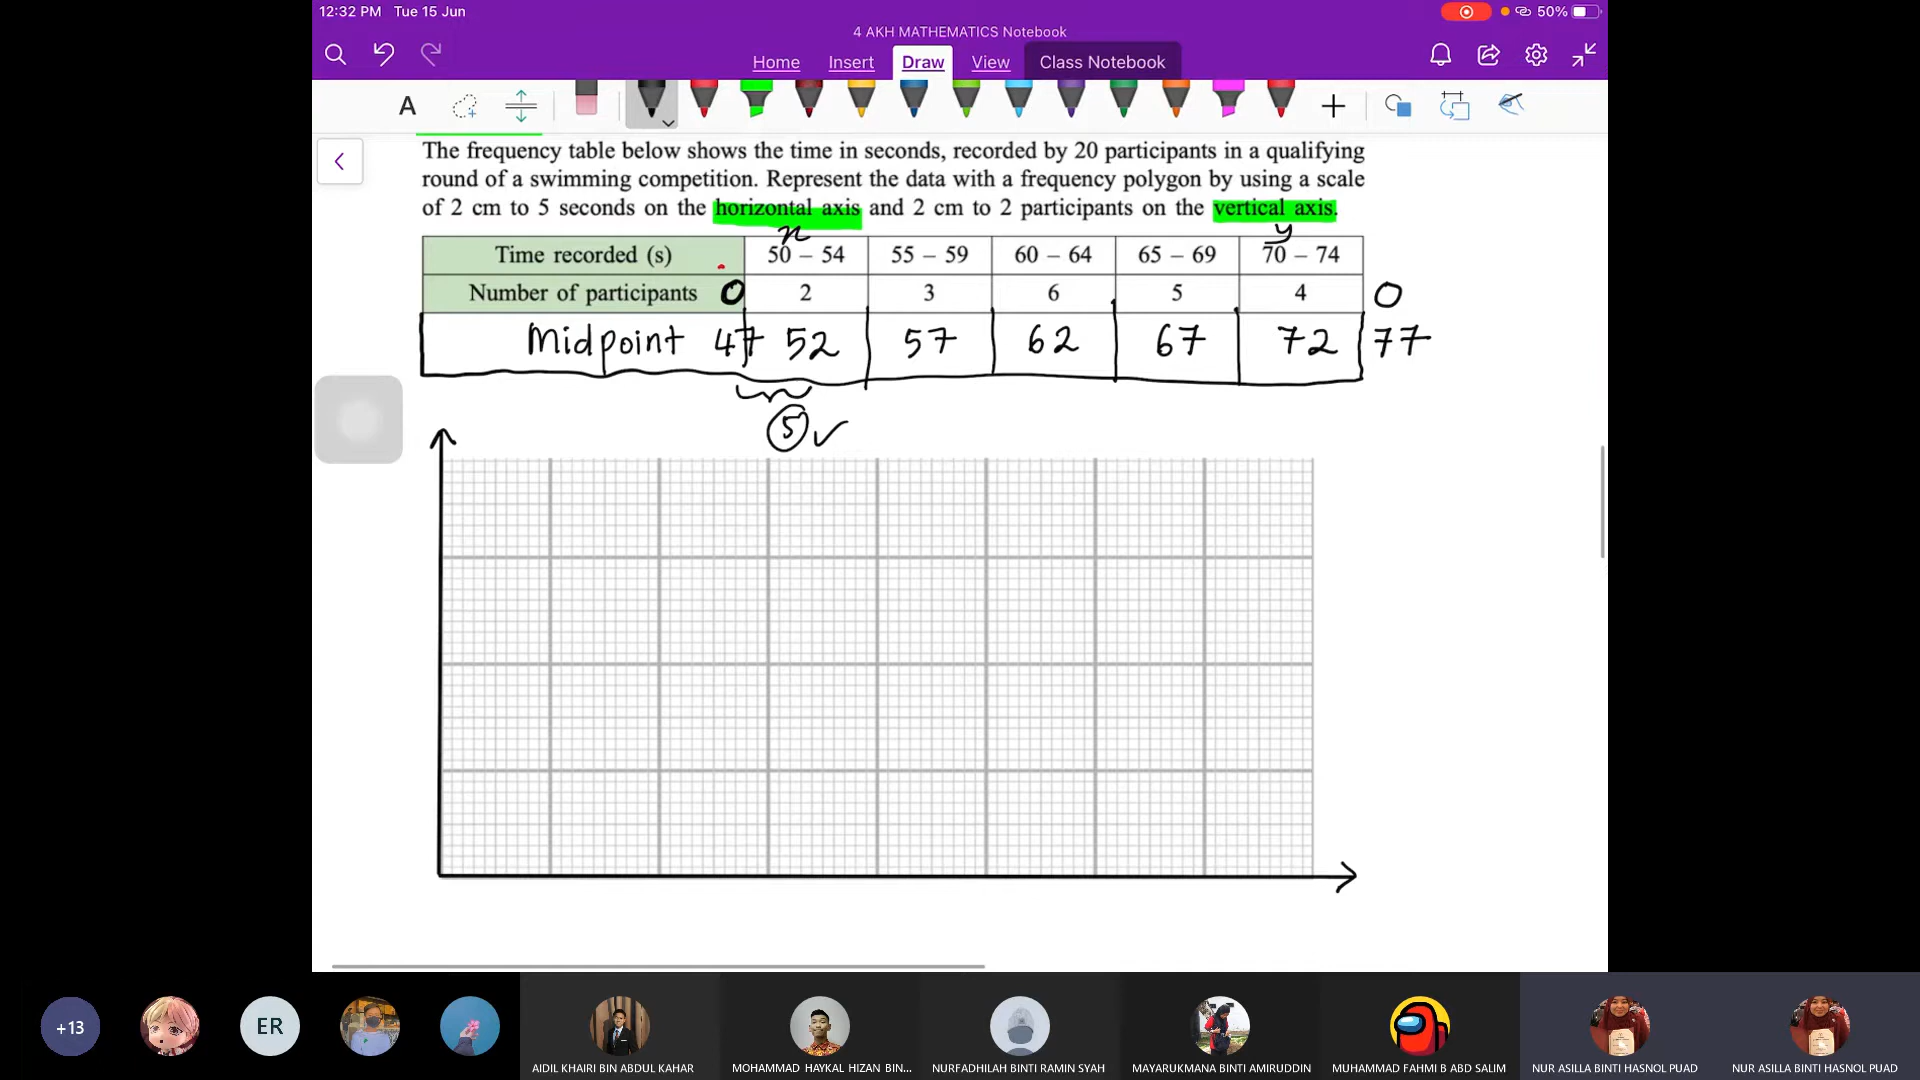 12:32 PM Tue 15 Jun
50%
4 AKH MATHEMATICS Notebook
Home Insert Draw View Class Notebook
A
The frequency table below shows the time in seconds, recorded by 20 participants in a qualifying
round of a swimming competition. Represent the data with a frequency polygon by using a scale
of 2 cm to 5 seconds on the horizontal axis and 2 cm to 2 participants on the vertical axis.
x y
Time recorded (s) 50 – 54 55 – 59 60 – 64 65 – 69 70 – 74
Number of participants 0 2 3 6 5 4 0
Midpoint 47 52 57 62 67 72 77
5 ✓
+13 ER
AIDIL KHAIRI BIN ABDUL KAHAR MOHAMMAD HAYKAL HIZAN BIN... NURFADHILAH BINTI RAMIN SYAH MAYARUKMANA BINTI AMIRUDDIN MUHAMMAD FAHMI B ABD SALIM NUR ASILLA BINTI HASNOL PUAD NUR ASILLA BINTI HASNOL PUAD